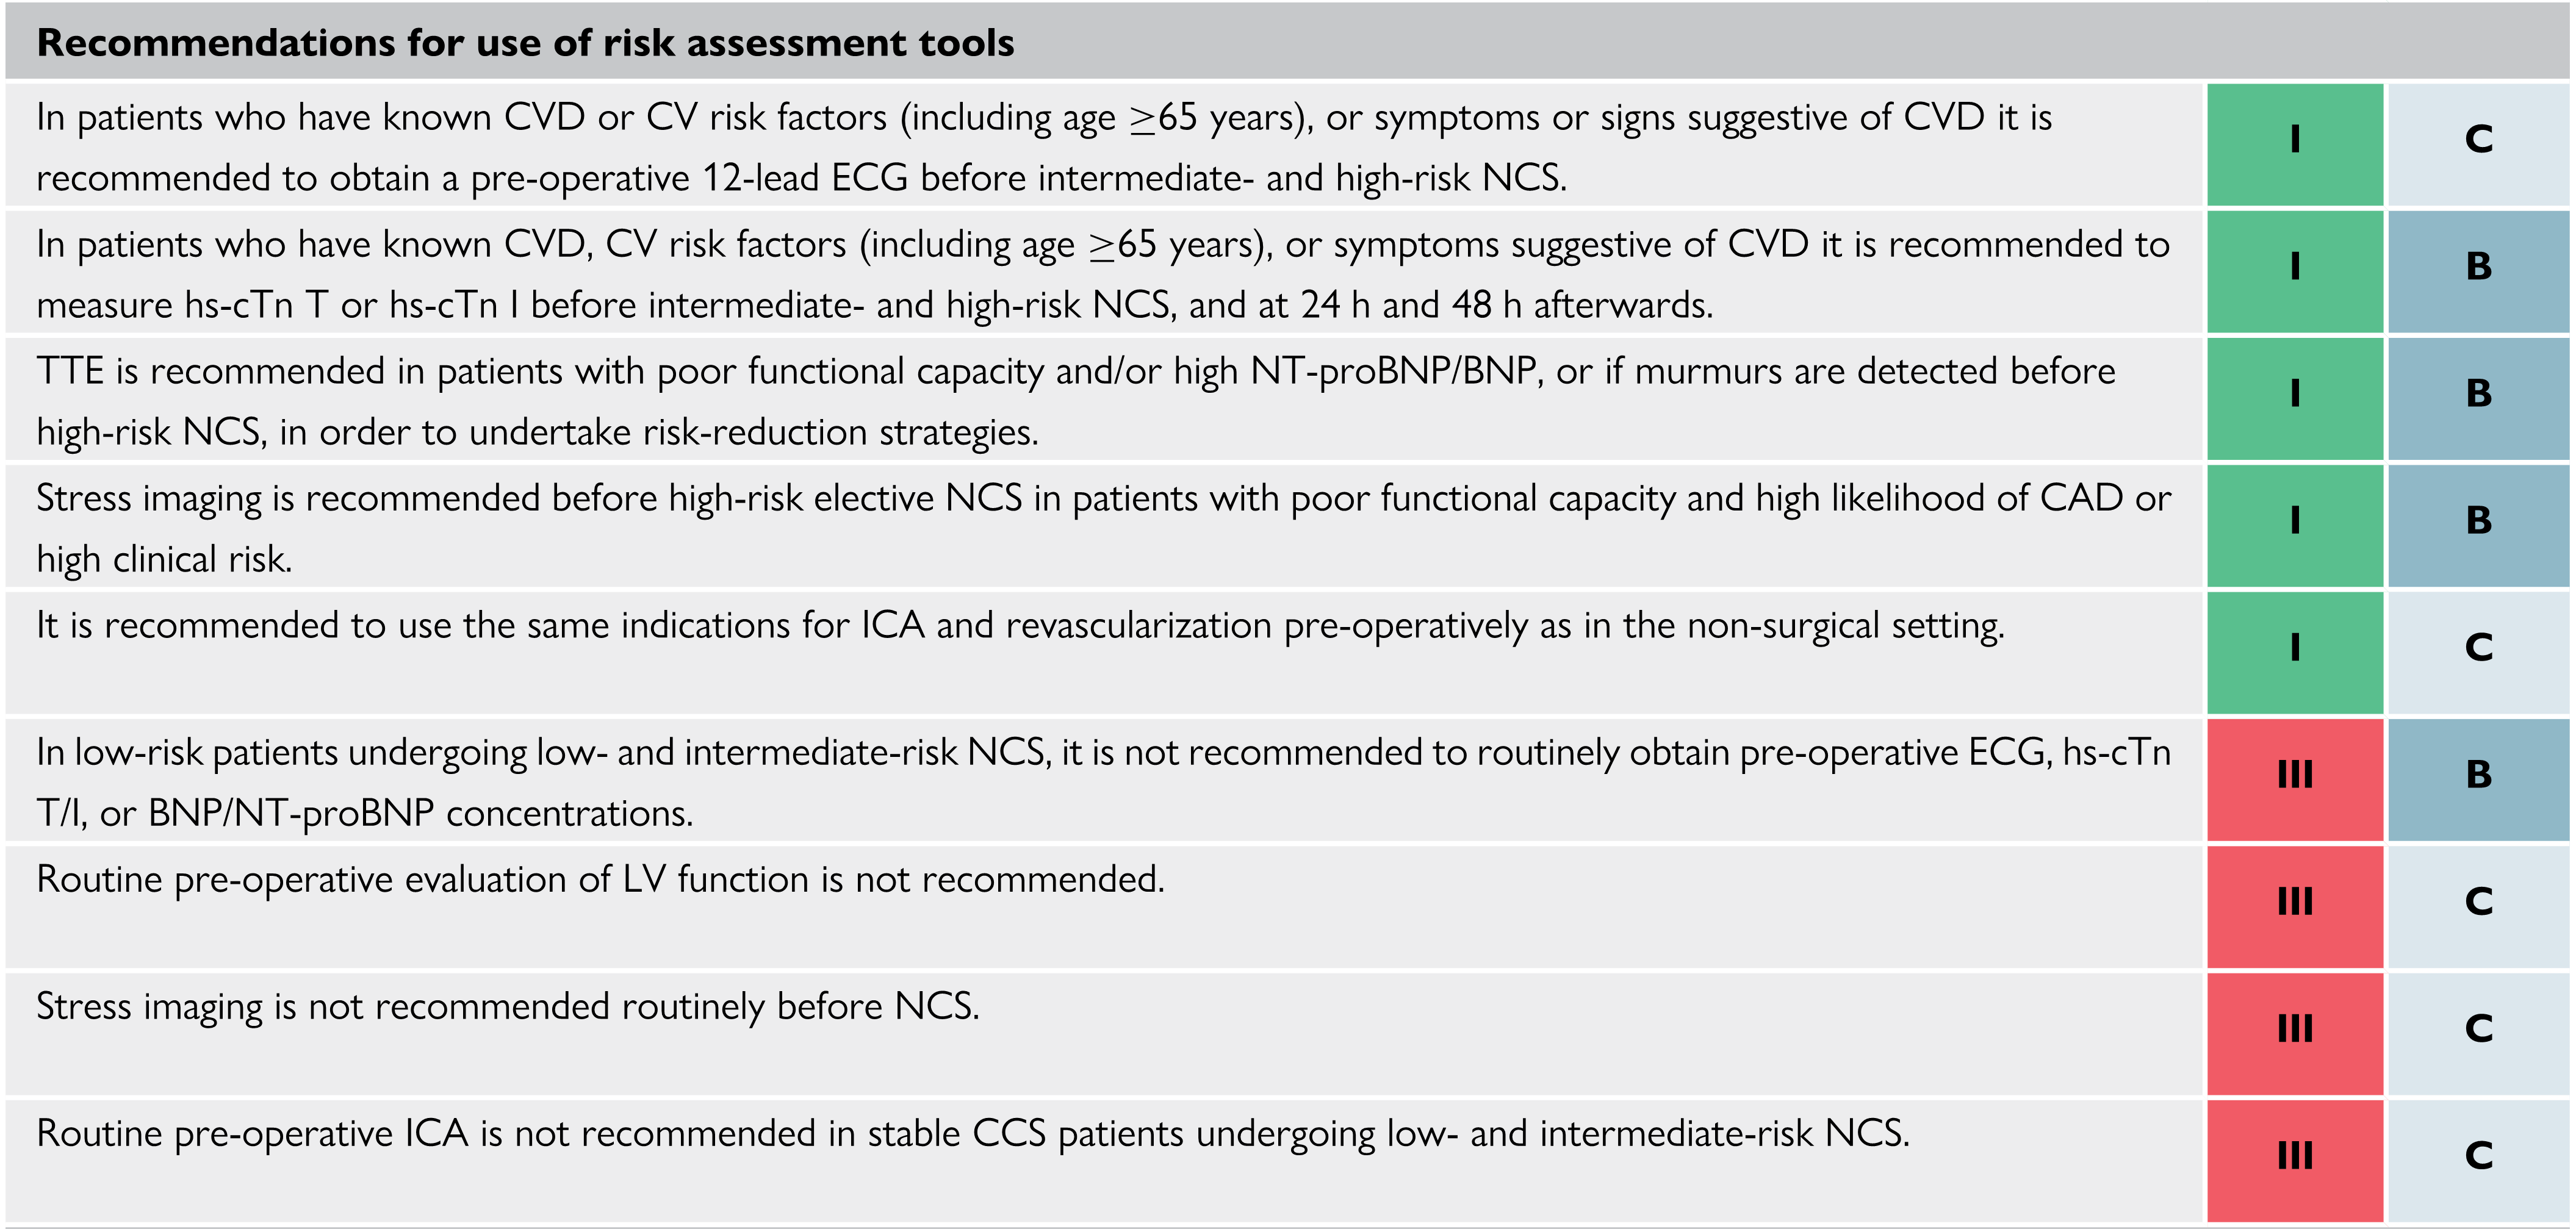 Recommendations for use of risk assessment tools
In patients who have known CVD or CV risk factors (including age ≥65 years), or symptoms or signs suggestive of CVD it is
recommended to obtain a pre-operative 12-lead ECG before intermediate- and high-risk NCS.
I
C
In patients who have known CVD, CV risk factors (including age ≥65 years), or symptoms suggestive of CVD it is recommended to
measure hs-cTn T or hs-cTn I before intermediate- and high-risk NCS, and at 24 h and 48 h afterwards.
I
B
TTE is recommended in patients with poor functional capacity and/or high NT-proBNP/BNP, or if murmurs are detected before
high-risk NCS, in order to undertake risk-reduction strategies.
I
B
Stress imaging is recommended before high-risk elective NCS in patients with poor functional capacity and high likelihood of CAD or
high clinical risk.
I
B
It is recommended to use the same indications for ICA and revascularization pre-operatively as in the non-surgical setting.
I
C
In low-risk patients undergoing low- and intermediate-risk NCS, it is not recommended to routinely obtain pre-operative ECG, hs-cTn
T/I, or BNP/NT-proBNP concentrations.
III
B
Routine pre-operative evaluation of LV function is not recommended.
III
C
Stress imaging is not recommended routinely before NCS.
III
C
Routine pre-operative ICA is not recommended in stable CCS patients undergoing low- and intermediate-risk NCS.
III
C